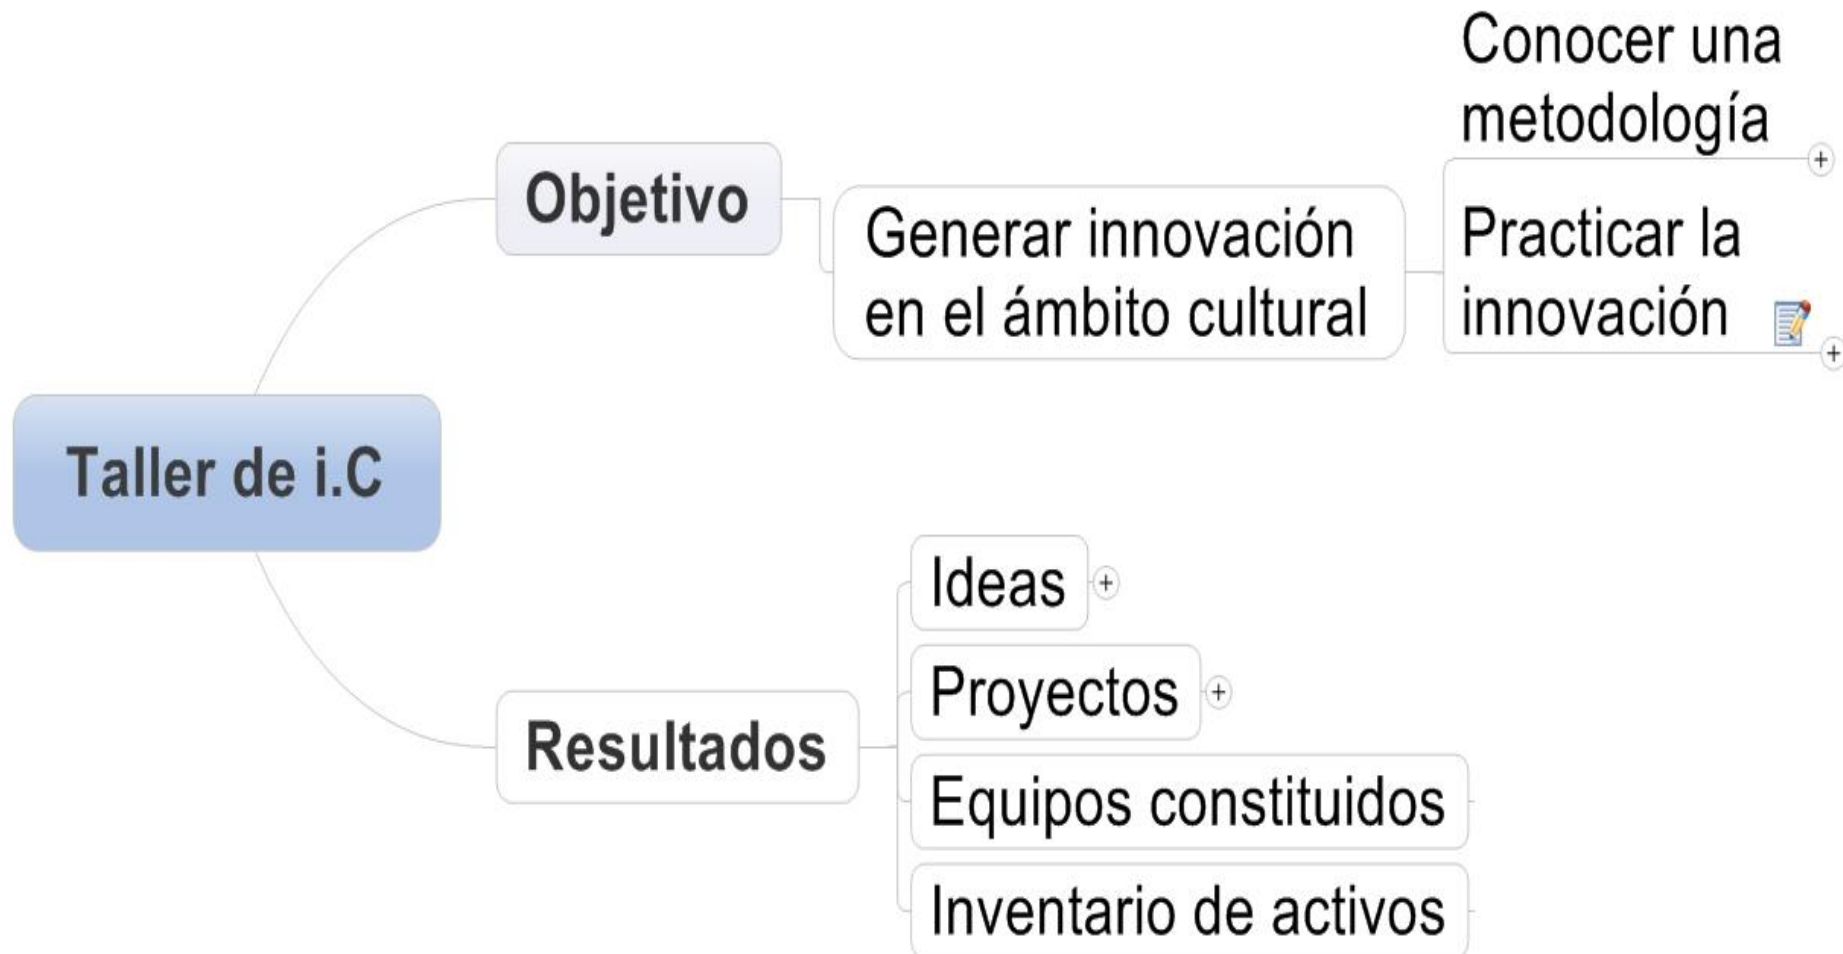 Taller de i.C
Objetivo
Generar innovación
en el ámbito cultural
Conocer una
metodología
Practicar la
innovación
Resultados
Ideas
Proyectos
Equipos constituidos
Inventario de activos